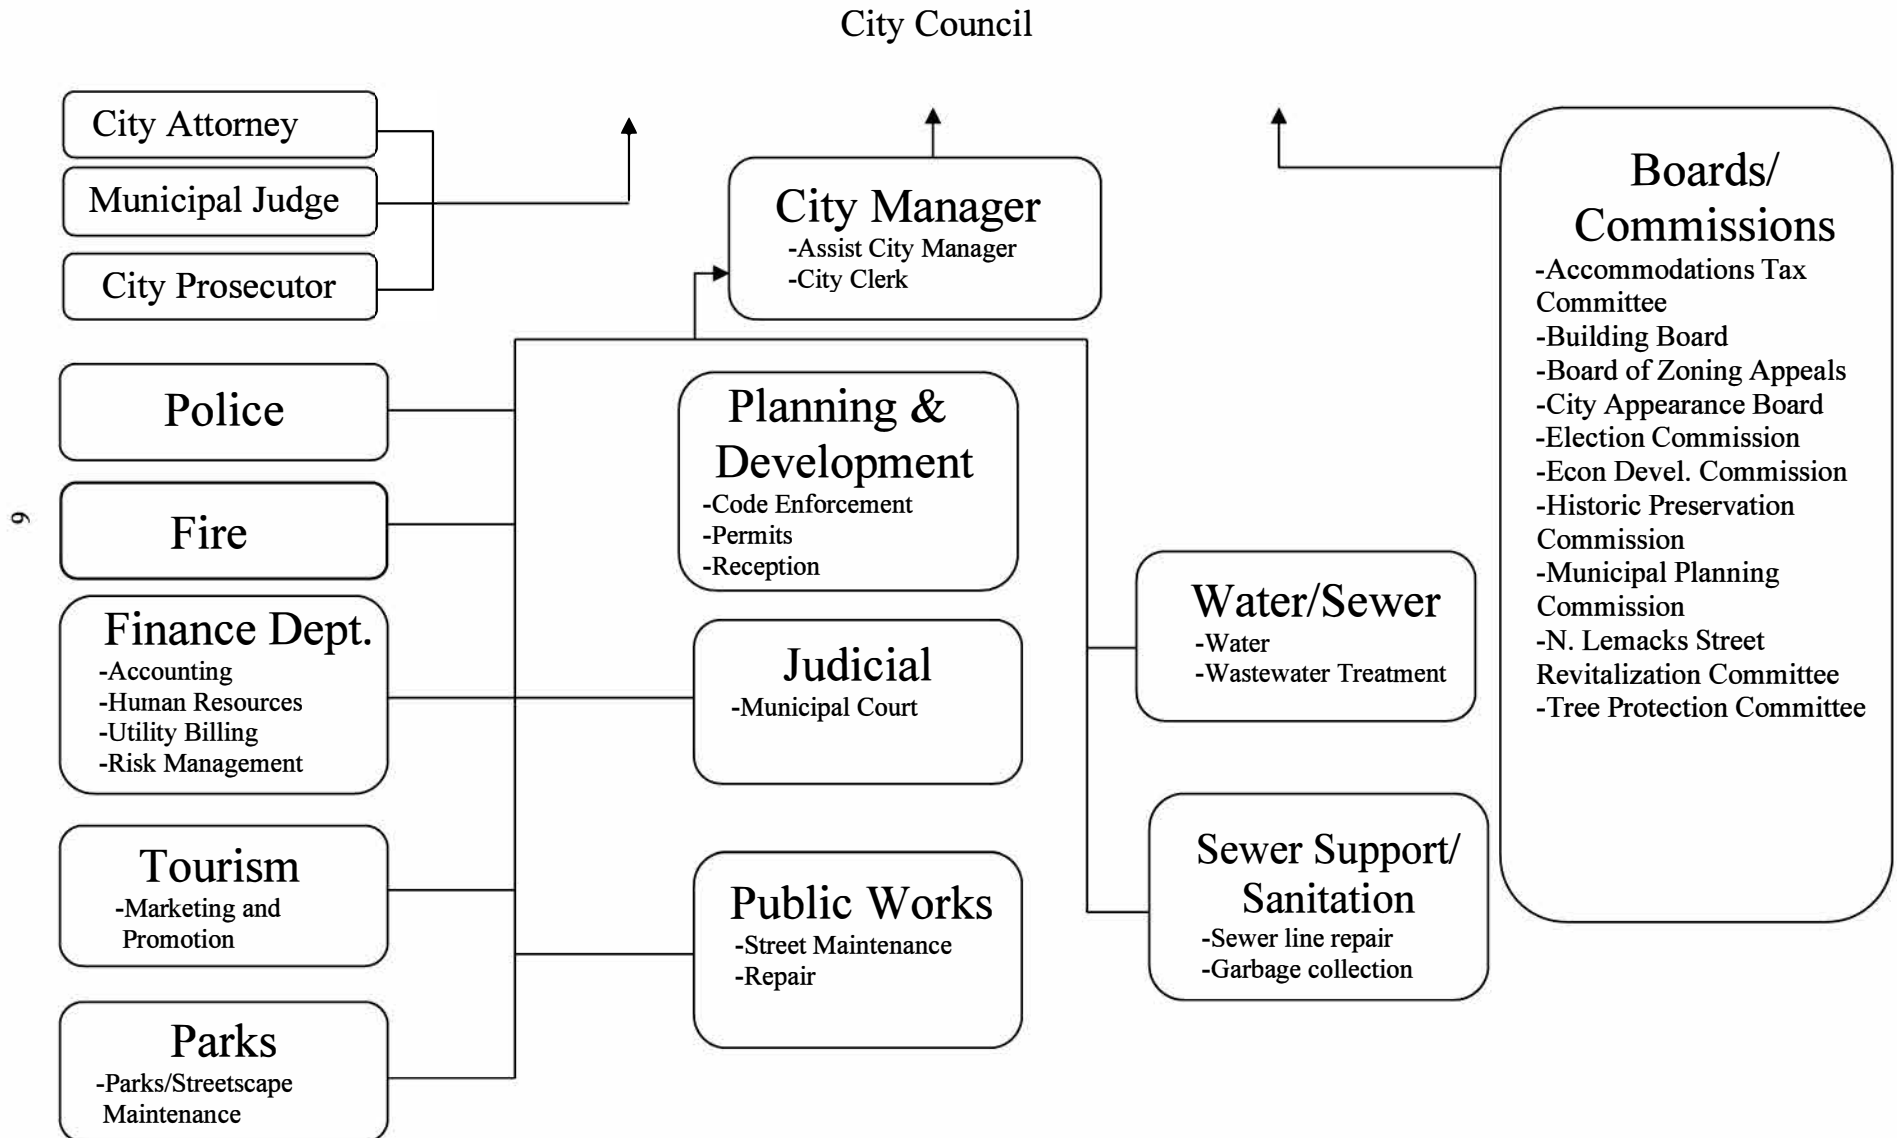 City Council
City Attorney
Municipal Judge
City Prosecutor
City Manager
-Assist City Manager
-City Clerk
Boards/
Commissions
-Accommodations Tax
Committee
-Building Board
-Board of Zoning Appeals
-City Appearance Board
-Election Commission
-Econ Devel. Commission
-Historic Preservation
Commission
-Municipal Planning
Commission
-N. Lemacks Street
Revitalization Committee
-Tree Protection Committee
Police
Fire
Finance Dept.
-Accounting
-Human Resources
-Utility Billing
-Risk Management
Tourism
-Marketing and
Promotion
Parks
-Parks/Streetscape
Maintenance
Planning &
Development
-Code Enforcement
-Permits
-Reception
Judicial
-Municipal Court
Public Works
-Street Maintenance
-Repair
Water/Sewer
-Water
-Wastewater Treatment
Sewer Support/
Sanitation
-Sewer line repair
-Garbage collection